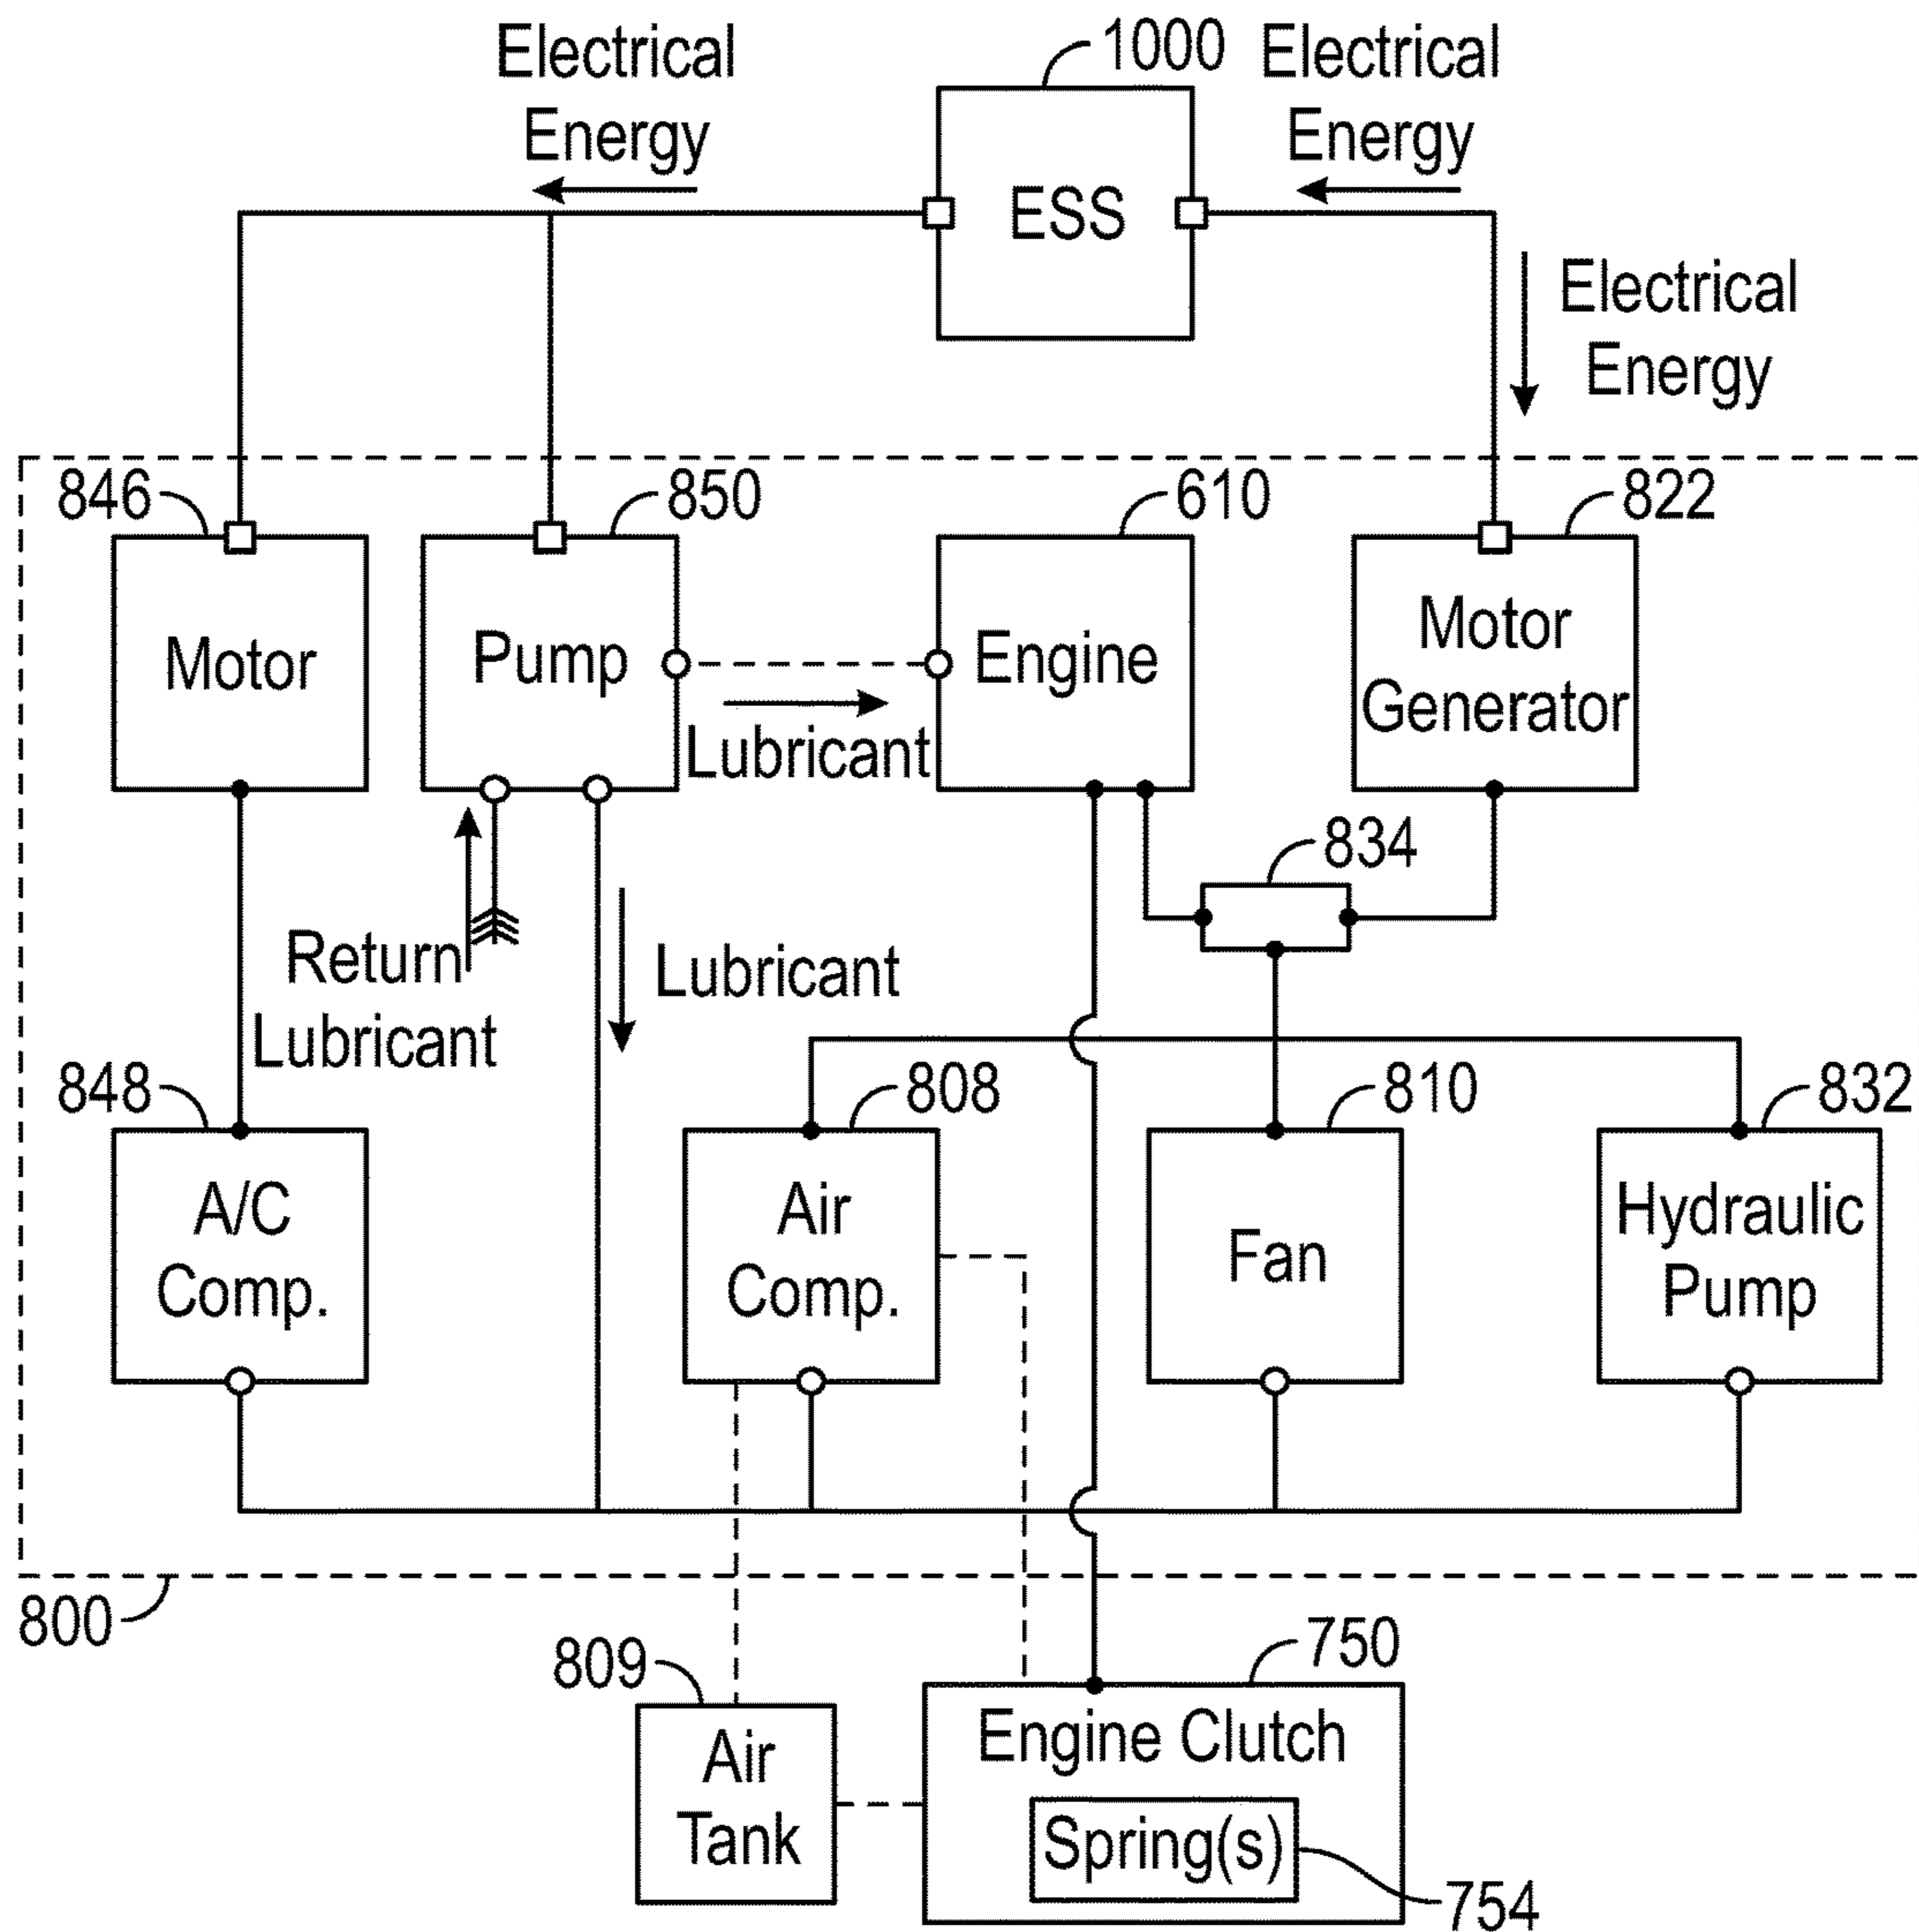 Electrical
Energy
1000
Electrical
Energy
ESS
Electrical
Energy
846
850
610
822
Motor
Pump
Engine
Motor
Generator
Lubricant
834
Return
Lubricant
Lubricant
848
808
810
832
A/C
Comp.
Air
Comp.
Fan
Hydraulic
Pump
800
809
750
Air
Tank
Engine Clutch
Spring(s)
754